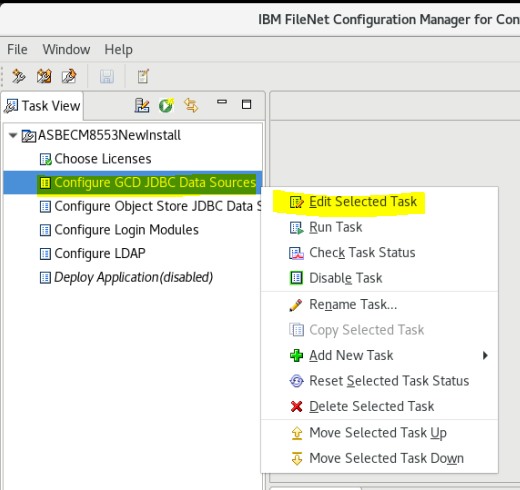 IBM FileNet Configuration Manager for Con
File Window Help
Task View
ASBECM8553NewInstall
Choose Licenses
Configure GCD JDBC Data Sources
Configure Object Store JDBC Data S
Configure Login Modules
Configure LDAP
Deploy Application(disabled)
Edit Selected Task
Run Task
Check Task Status
Disable Task
Rename Task...
Copy Selected Task
Add New Task
Reset Selected Task Status
Delete Selected Task
Move Selected Task Up
Move Selected Task Down